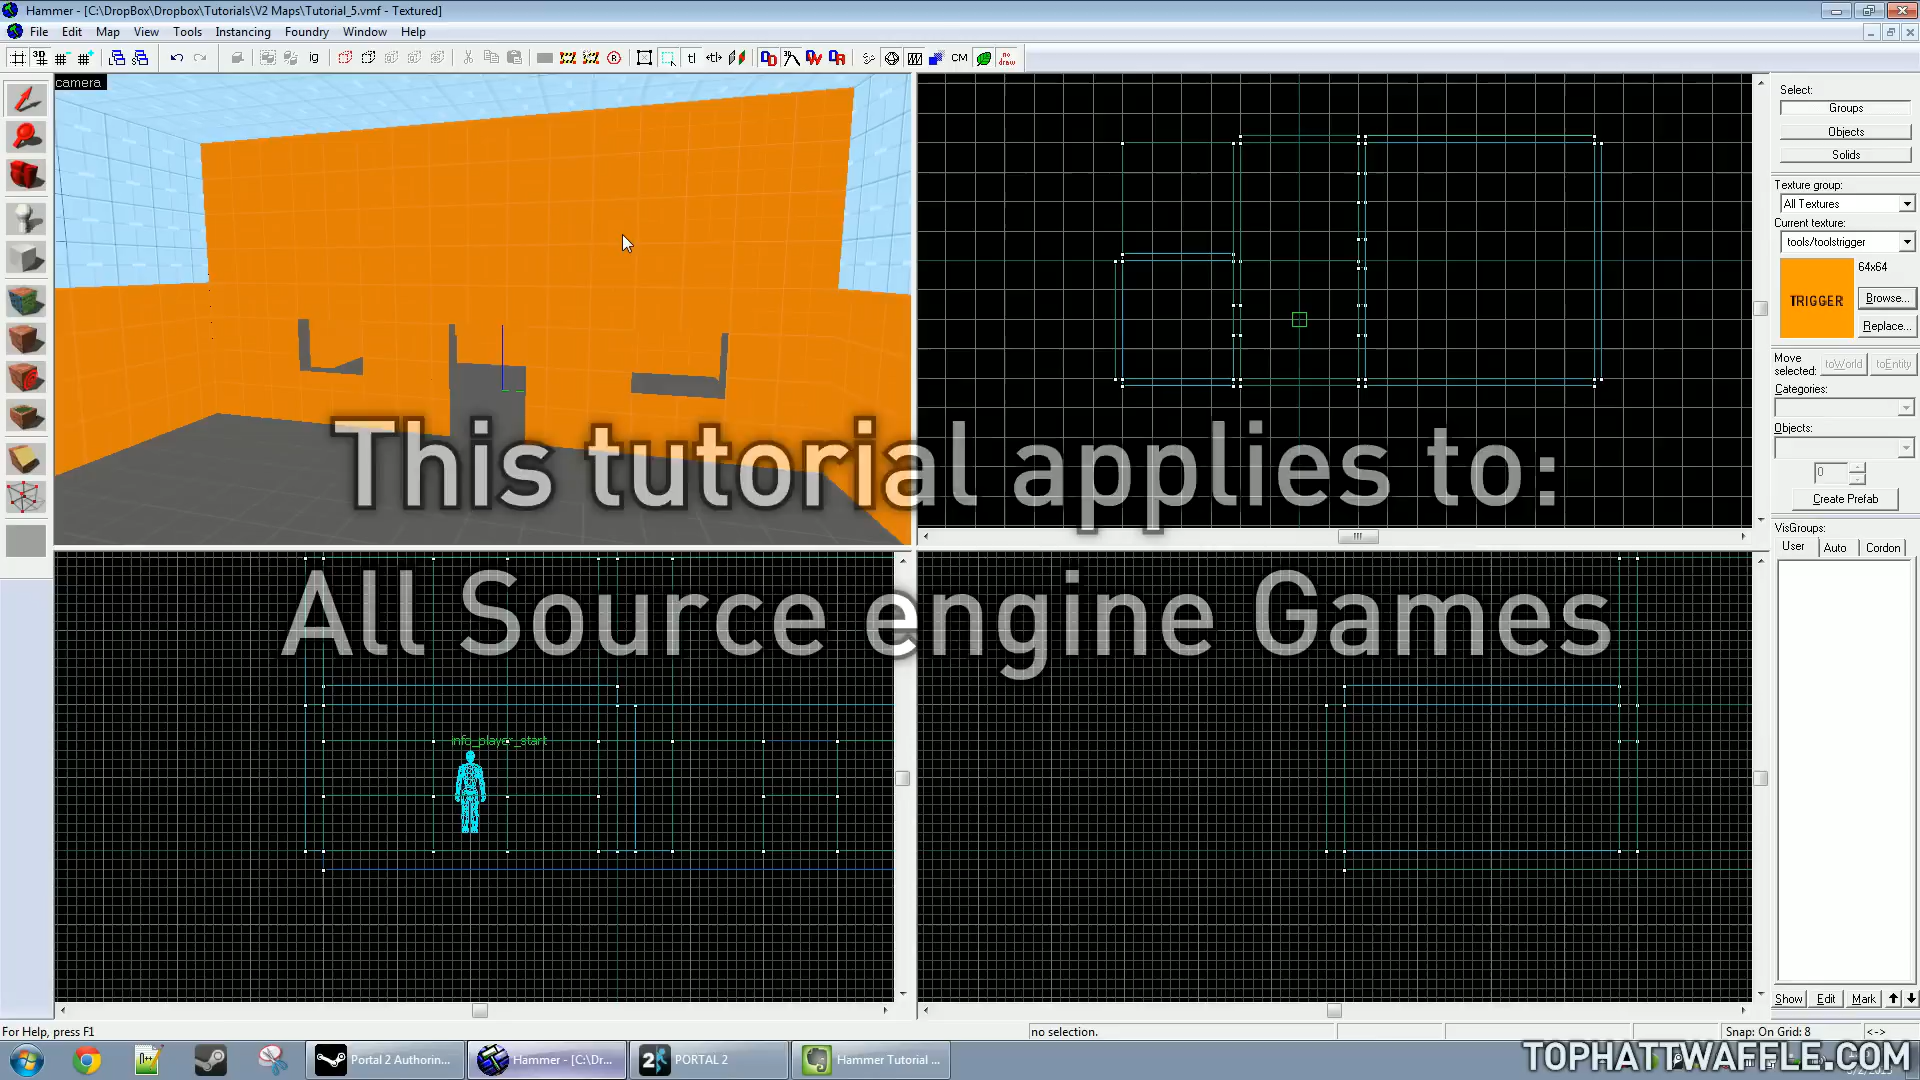 Hammer - [C:\DropBox\Dropbox\Tutorials\V2 Maps\Tutorial_5.vmf - Textured]
File Edit Map View Tools Instancing Foundry Window Help
camera
Select:
Groups
Objects
Solids
Texture group:
All Textures
Current texture:
tools/toolstrigger
64x64
TRIGGER
Browse...
Replace...
Move selected:
toWorld
toEntity
Categories:
Objects:
0
Create Prefab
VisGroups:
User
Auto
Cordon
This tutorial applies to:
All Source engine Games
info_player_start
Show
Edit
Mark
For Help, press F1
no selection.
Snap: On Grid: 8
<->
Portal 2 Authorin...
Hammer - [C:\Dr...
PORTAL 2
Hammer Tutorial ...
TOPHATTWAFFLE.COM